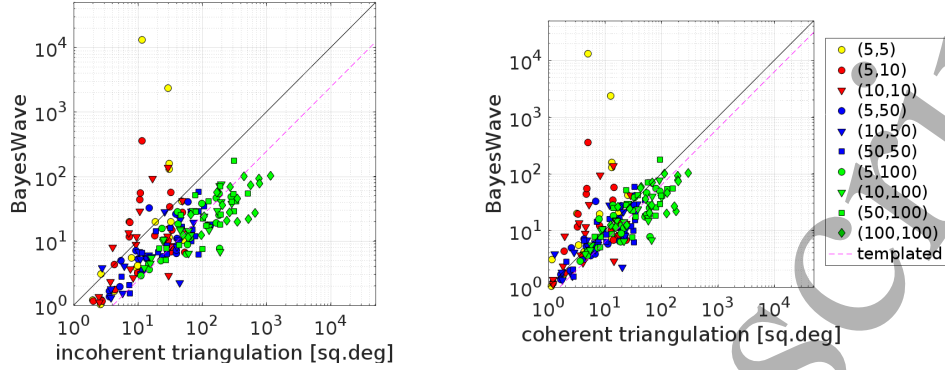 10^4
10^3
10^2
10^1
10^0
BayesWave
10^0 10^1 10^2 10^3 10^4
incoherent triangulation [sq.deg]
10^4
10^3
10^2
10^1
10^0
BayesWave
10^0 10^1 10^2 10^3 10^4
coherent triangulation [sq.deg]
(5,5)
(5,10)
(10,10)
(5,50)
(10,50)
(50,50)
(5,100)
(10,100)
(50,100)
(100,100)
templated
scri